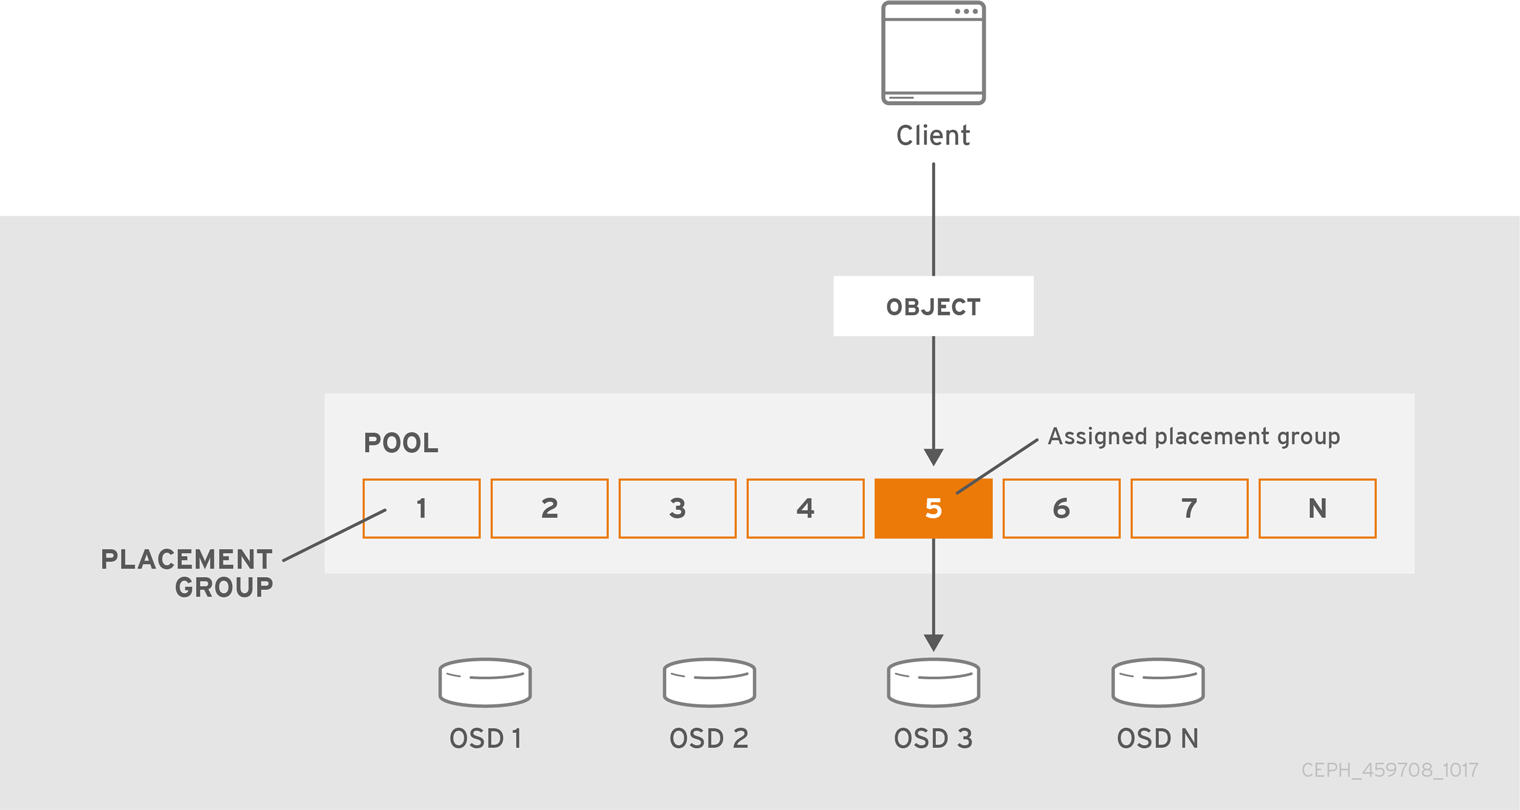 Client
OBJECT
POOL
Assigned placement group
1
2
3
4
5
6
7
N
PLACEMENT
GROUP
OSD 1
OSD 2
OSD 3
OSD N
CEPH_459708_1017